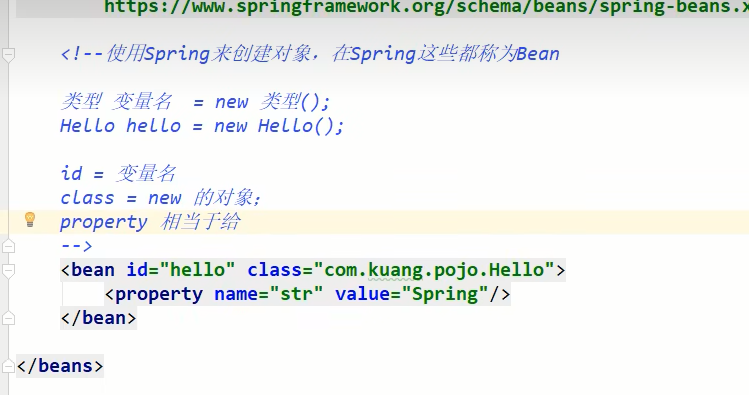 https://www.springframework.org/schema/beans/spring-beans.x
<!--使用Spring来创建对象，在Spring这些都称为Bean
类型 变量名 = new 类型();
Hello hello = new Hello();
id = 变量名
class = new 的对象;
property 相当于给
-->
<bean id="hello" class="com.kuang.pojo.Hello">
<property name="str" value="Spring"/>
</bean>
</beans>